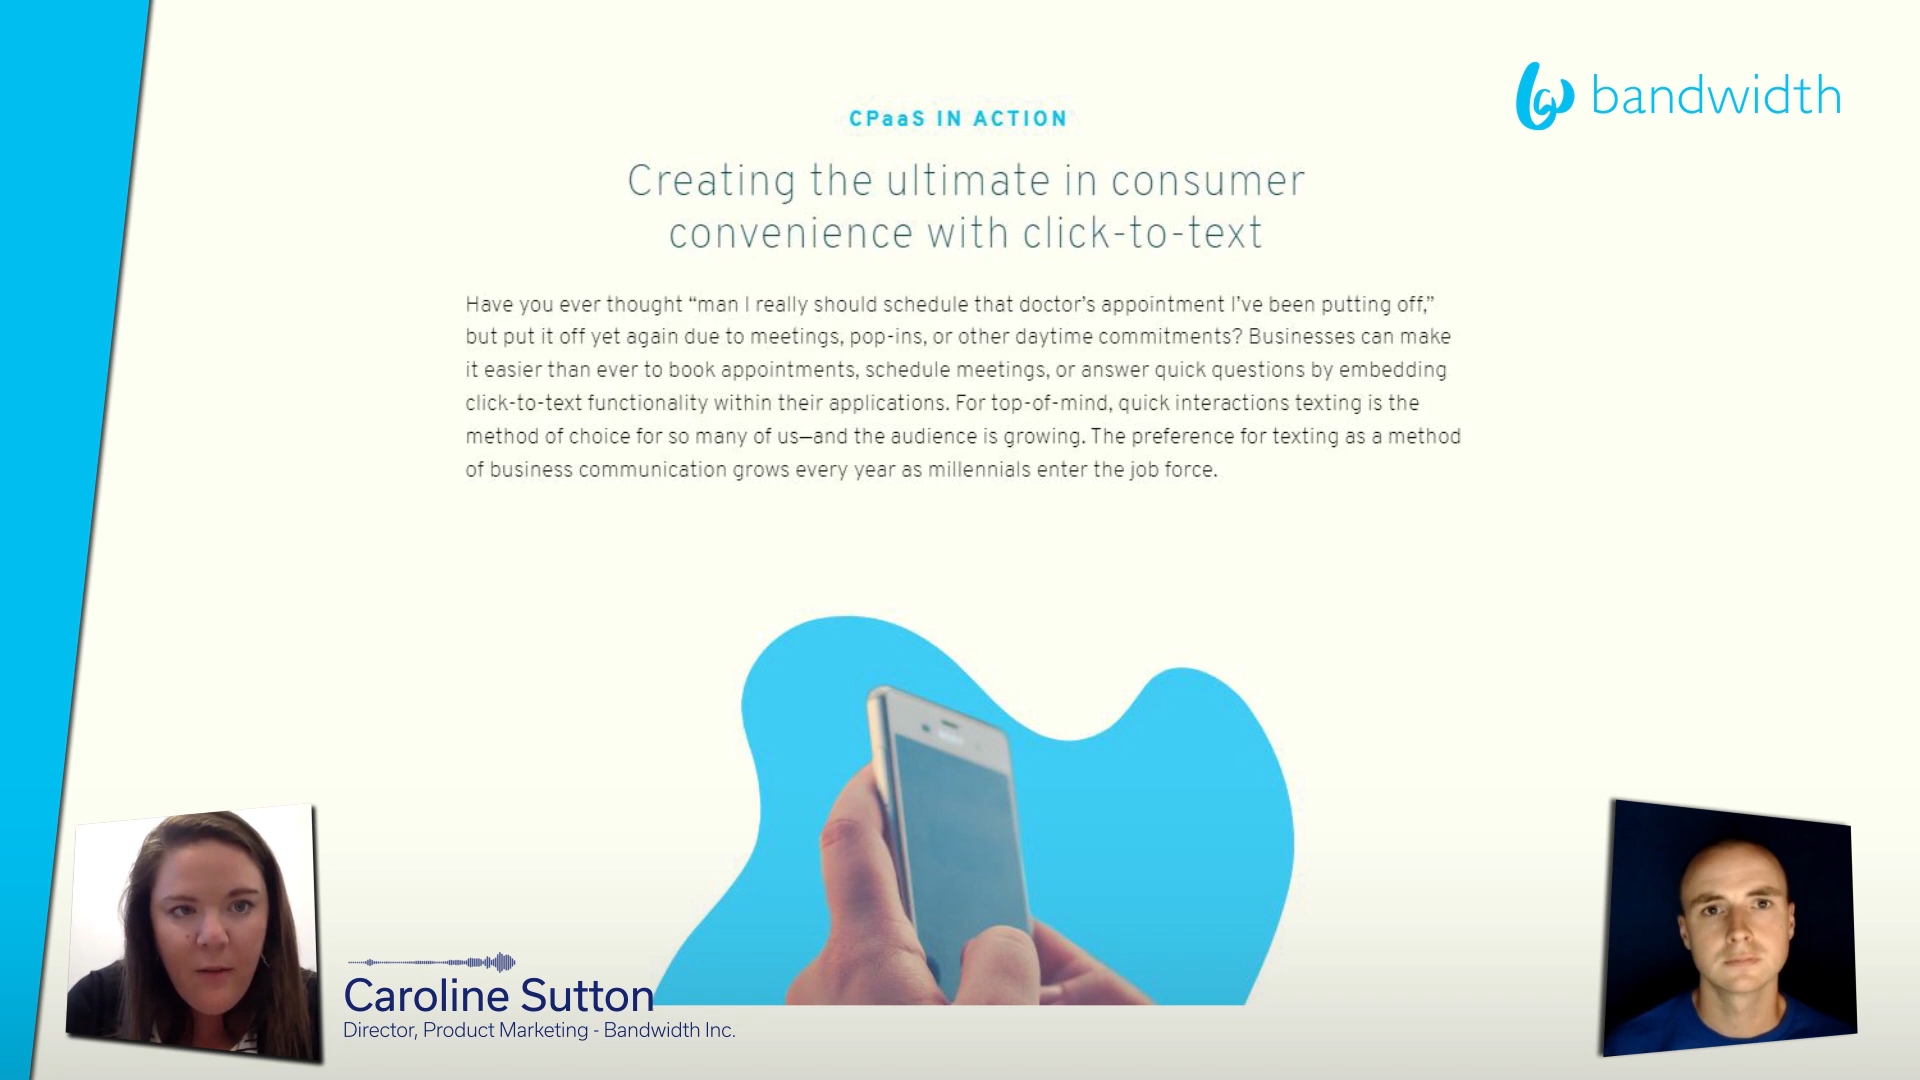 bandwidth
CPaaS IN ACTION
Creating the ultimate in consumer
convenience with click-to-text
Have you ever thought “man I really should schedule that doctor’s appointment I’ve been putting off,”
but put it off yet again due to meetings, pop-ins, or other daytime commitments? Businesses can make
it easier than ever to book appointments, schedule meetings, or answer quick questions by embedding
click-to-text functionality within their applications. For top-of-mind, quick interactions texting is the
method of choice for so many of us—and the audience is growing. The preference for texting as a method
of business communication grows every year as millennials enter the job force.
Caroline Sutton
Director, Product Marketing - Bandwidth Inc.